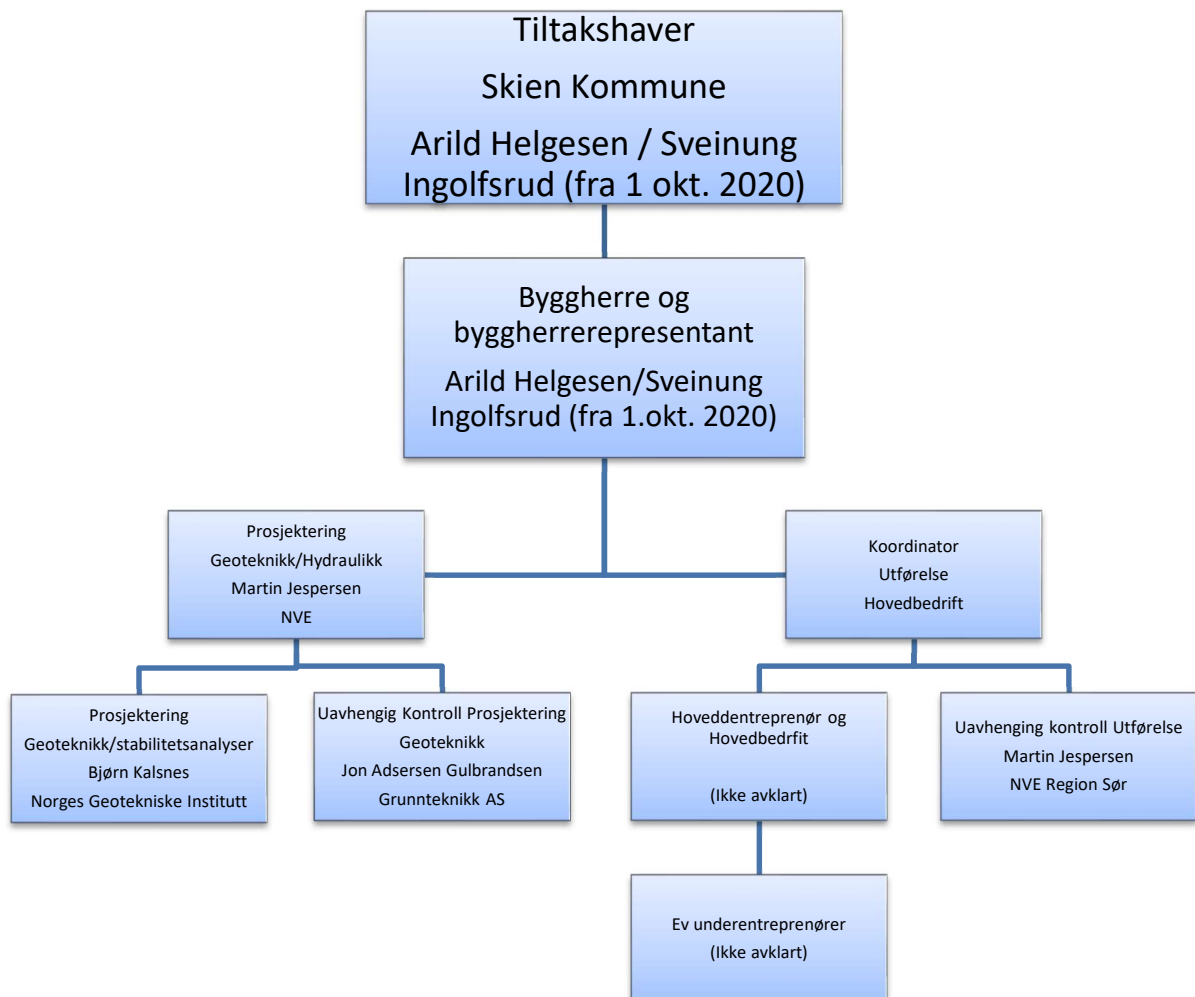 Tiltakshaver
Skien Kommune
Arild Helgesen / Sveinung
Ingolfsrud (fra 1 okt. 2020)
Byggherre og
byggherrerepresentant
Arild Helgesen/Sveinung
Ingolfsrud (fra 1.okt. 2020)
Prosjektering
Geoteknikk/Hydraulikk
Martin Jespersen
NVE
Koordinator
Utførelse
Hovedbedrift
Prosjektering
Geoteknikk/stabilitetsanalyser
Bjørn Kalsnes
Norges Geotekniske Institutt
Uavhengig Kontroll Prosjektering
Geoteknikk
Jon Adsersen Gulbrandsen
Grunnteknikk AS
Hoveddentreprenør og
Hovedbedrfit
(Ikke avklart)
Uavhenging kontroll Utførelse
Martin Jespersen
NVE Region Sør
Ev underentreprenører
(Ikke avklart)